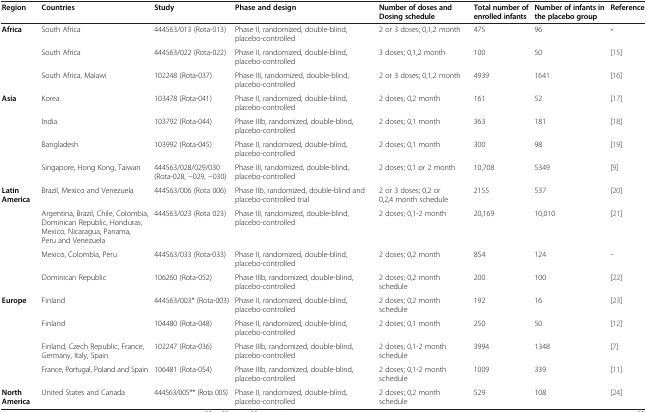 Region Countries Study Phase and design Number of doses and Dosing schedule Total number of enrolled infants Number of infants in the placebo group Reference
Africa South Africa 444563/013 (Rota-013) Phase II, randomized, double-blind, placebo-controlled 2 or 3 doses; 0,1,2 month 475 96 -
South Africa 444563/022 (Rota-022) Phase II, randomized, double-blind, placebo-controlled 3 doses; 0,1,2 month 100 50 [15]
South Africa, Malawi 102248 (Rota-037) Phase III, randomized, double-blind, placebo-controlled 2 or 3 doses; 0,1,2 month 4939 1641 [16]
Asia Korea 103478 (Rota-041) Phase II, randomized, double-blind, placebo-controlled 2 doses; 0,2 month 161 52 [17]
India 103792 (Rota-044) Phase IIIb, randomized, double-blind, placebo-controlled 2 doses; 0,1 month 363 181 [18]
Bangladesh 103992 (Rota-045) Phase II, randomized, double-blind, placebo-controlled 2 doses; 0,1 month 300 98 [19]
Singapore, Hong Kong, Taiwan 444563/028/029/030 (Rota-028, −029, −030) Phase III, randomized, double-blind, placebo-controlled 2 doses; 0,1 or 2 month 10,708 5349 [9]
Latin America Brazil, Mexico and Venezuela 444563/006 (Rota 006) Phase IIb, randomized, double-blind and placebo-controlled trial 2 or 3 doses; 0,2 or 0,2,4 month schedule 2155 537 [20]
Argentina, Brazil, Chile, Colombia, Dominican Republic, Honduras, Mexico, Nicaragua, Panama, Peru and Venezuela 444563/023 (Rota 023) Phase III, randomized, double-blind, placebo-controlled 2 doses; 0,1-2 month 20,169 10,010 [21]
Mexico, Colombia, Peru 444563/033 (Rota-033) Phase II, randomized, double-blind, placebo-controlled 2 doses; 0,2 month 854 124 -
Dominican Republic 106260 (Rota-052) Phase IIIb, randomized, double-blind, placebo-controlled 2 doses; 0,2 month schedule 200 100 [22]
Europe Finland 444563/003* (Rota-003) Phase II, randomized, double-blind, placebo-controlled 2 doses; 0,2 month schedule 192 16 [23]
Finland 104480 (Rota-048) Phase II, randomized, double-blind, placebo-controlled 2 doses; 0,1 month 250 50 [12]
Finland, Czech Republic, France, Germany, Italy, Spain 102247 (Rota-036) Phase IIIb, randomized, double-blind, placebo-controlled 2 doses; 0,1-2 month schedule 3994 1348 [7]
France, Portugal, Poland and Spain 106481 (Rota-054) Phase IIIb, randomized, double-blind, placebo-controlled 2 doses; 0,1-2 month schedule 1009 339 [11]
North America United States and Canada 444563/005** (Rota 005) Phase II, randomized, double-blind, placebo-controlled 2 doses; 0,2 month schedule 529 108 [24]